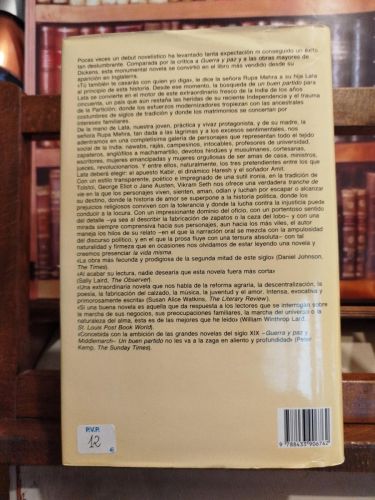 Pocas veces un debut novelístico ha levantado tanta expectación ni conseguido un éxito
tan deslumbrante. Comparada por la crítica a Guerra y paz y a las obras mayores de
Dickens, esta monumental novela se convirtió en el libro más vendido desde su
aparición en Inglaterra.
«Tú también te casarás con quien yo diga», le dice la señora Rupa Mehra a su hija Lata
al principio de esta historia. Desde ese momento, la búsqueda de un buen partido para
Lata se convierte en el motor de este extraordinario fresco de la India de los años
cincuenta, un país que aún restaña las heridas de su reciente Independencia y el trauma
de la Partición, donde los esfuerzos modernizadores tropiezan con las ancestrales
costumbres de siglos de tradición y donde los matrimonios se conciertan por
intereses familiares.
De la mano de Lata, nuestra joven, práctica y vivaz protagonista, y de su madre, la
señora Rupa Mehra, tan dada a las lágrimas y a los excesos sentimentales, nos
adentramos en una completísima galería de personajes que representan todo el tejido
social de la India: nawabs, rajás, campesinos, intocables, profesores de universidad,
zapateros, anglófilos a machamartillo, devotos hindúes y musulmanes, cortesanas,
escritores, mujeres emancipadas y mujeres orgullosas de ser amas de casa, ministros,
jueces, revolucionarios. Y entre ellos, naturalmente, los tres pretendientes entre los que
Lata deberá elegir: el apuesto Kabir, el dinámico Haresh y el soñador Amit.
Con un estilo transparente, poético e impregnado de una sutil ironía, en la tradición de
Tolstoi, George Eliot o Jane Austen, Vikram Seth nos ofrece una verdadera tranche de
vie en la que los personajes viven, sienten, aman, odian y luchan por escapar o alcanzar
su destino, donde la historia de amor se superpone a la historia política, donde los
prejuicios religiosos conviven con la tolerancia y donde la lucha contra la injusticia puede
conducir a la locura. Con un impresionante dominio del oficio, con un portentoso sentido
del detalle –ya sea al describir la fabricación de zapatos o la caza del lobo– y con una
mirada siempre comprensiva hacia sus personajes, aun hacia los más viles, el autor
maneja los hilos de su relato –en el que la narración oral se mezcla con la ampulosidad
del discurso político, y en el que la prosa fluye con una tersura absoluta– con tal
naturalidad y firmeza que en ocasiones nos olvidamos de estar leyendo una novela y
creemos presenciar la vida misma.
«La obra más fecunda y prodigiosa de la segunda mitad de este siglo» (Daniel Johnson,
The Times).
«Al acabar su lectura, nadie desearía que esta novela fuera más corta»
(Sally Laird, The Observer).
«Una extraordinaria novela que nos habla de la reforma agraria, la descentralización, la
poesía, la fabricación del calzado, la música, la juventud y el amor. Intensa, evocativa y
primorosamente escrita» (Susan Alice Watkins, The Literary Review).
«Si una buena novela es aquella que da respuesta a los lectores que se interrogan sobre
la marcha de sus negocios, sus preocupaciones familiares, la marcha del universo o la
naturaleza del alma, ésta es de las mejores que he leído» (William Winthrop Laird,
St. Louis Post Book World).
«Concebida con la ambición de las grandes novelas del siglo XIX –Guerra y paz y
Middlemarch– Un buen partido no les va a la zaga en aliento y profundidad» (Peter
Kemp, The Sunday Times).
P.V.P.
12
€
9 788433 906742